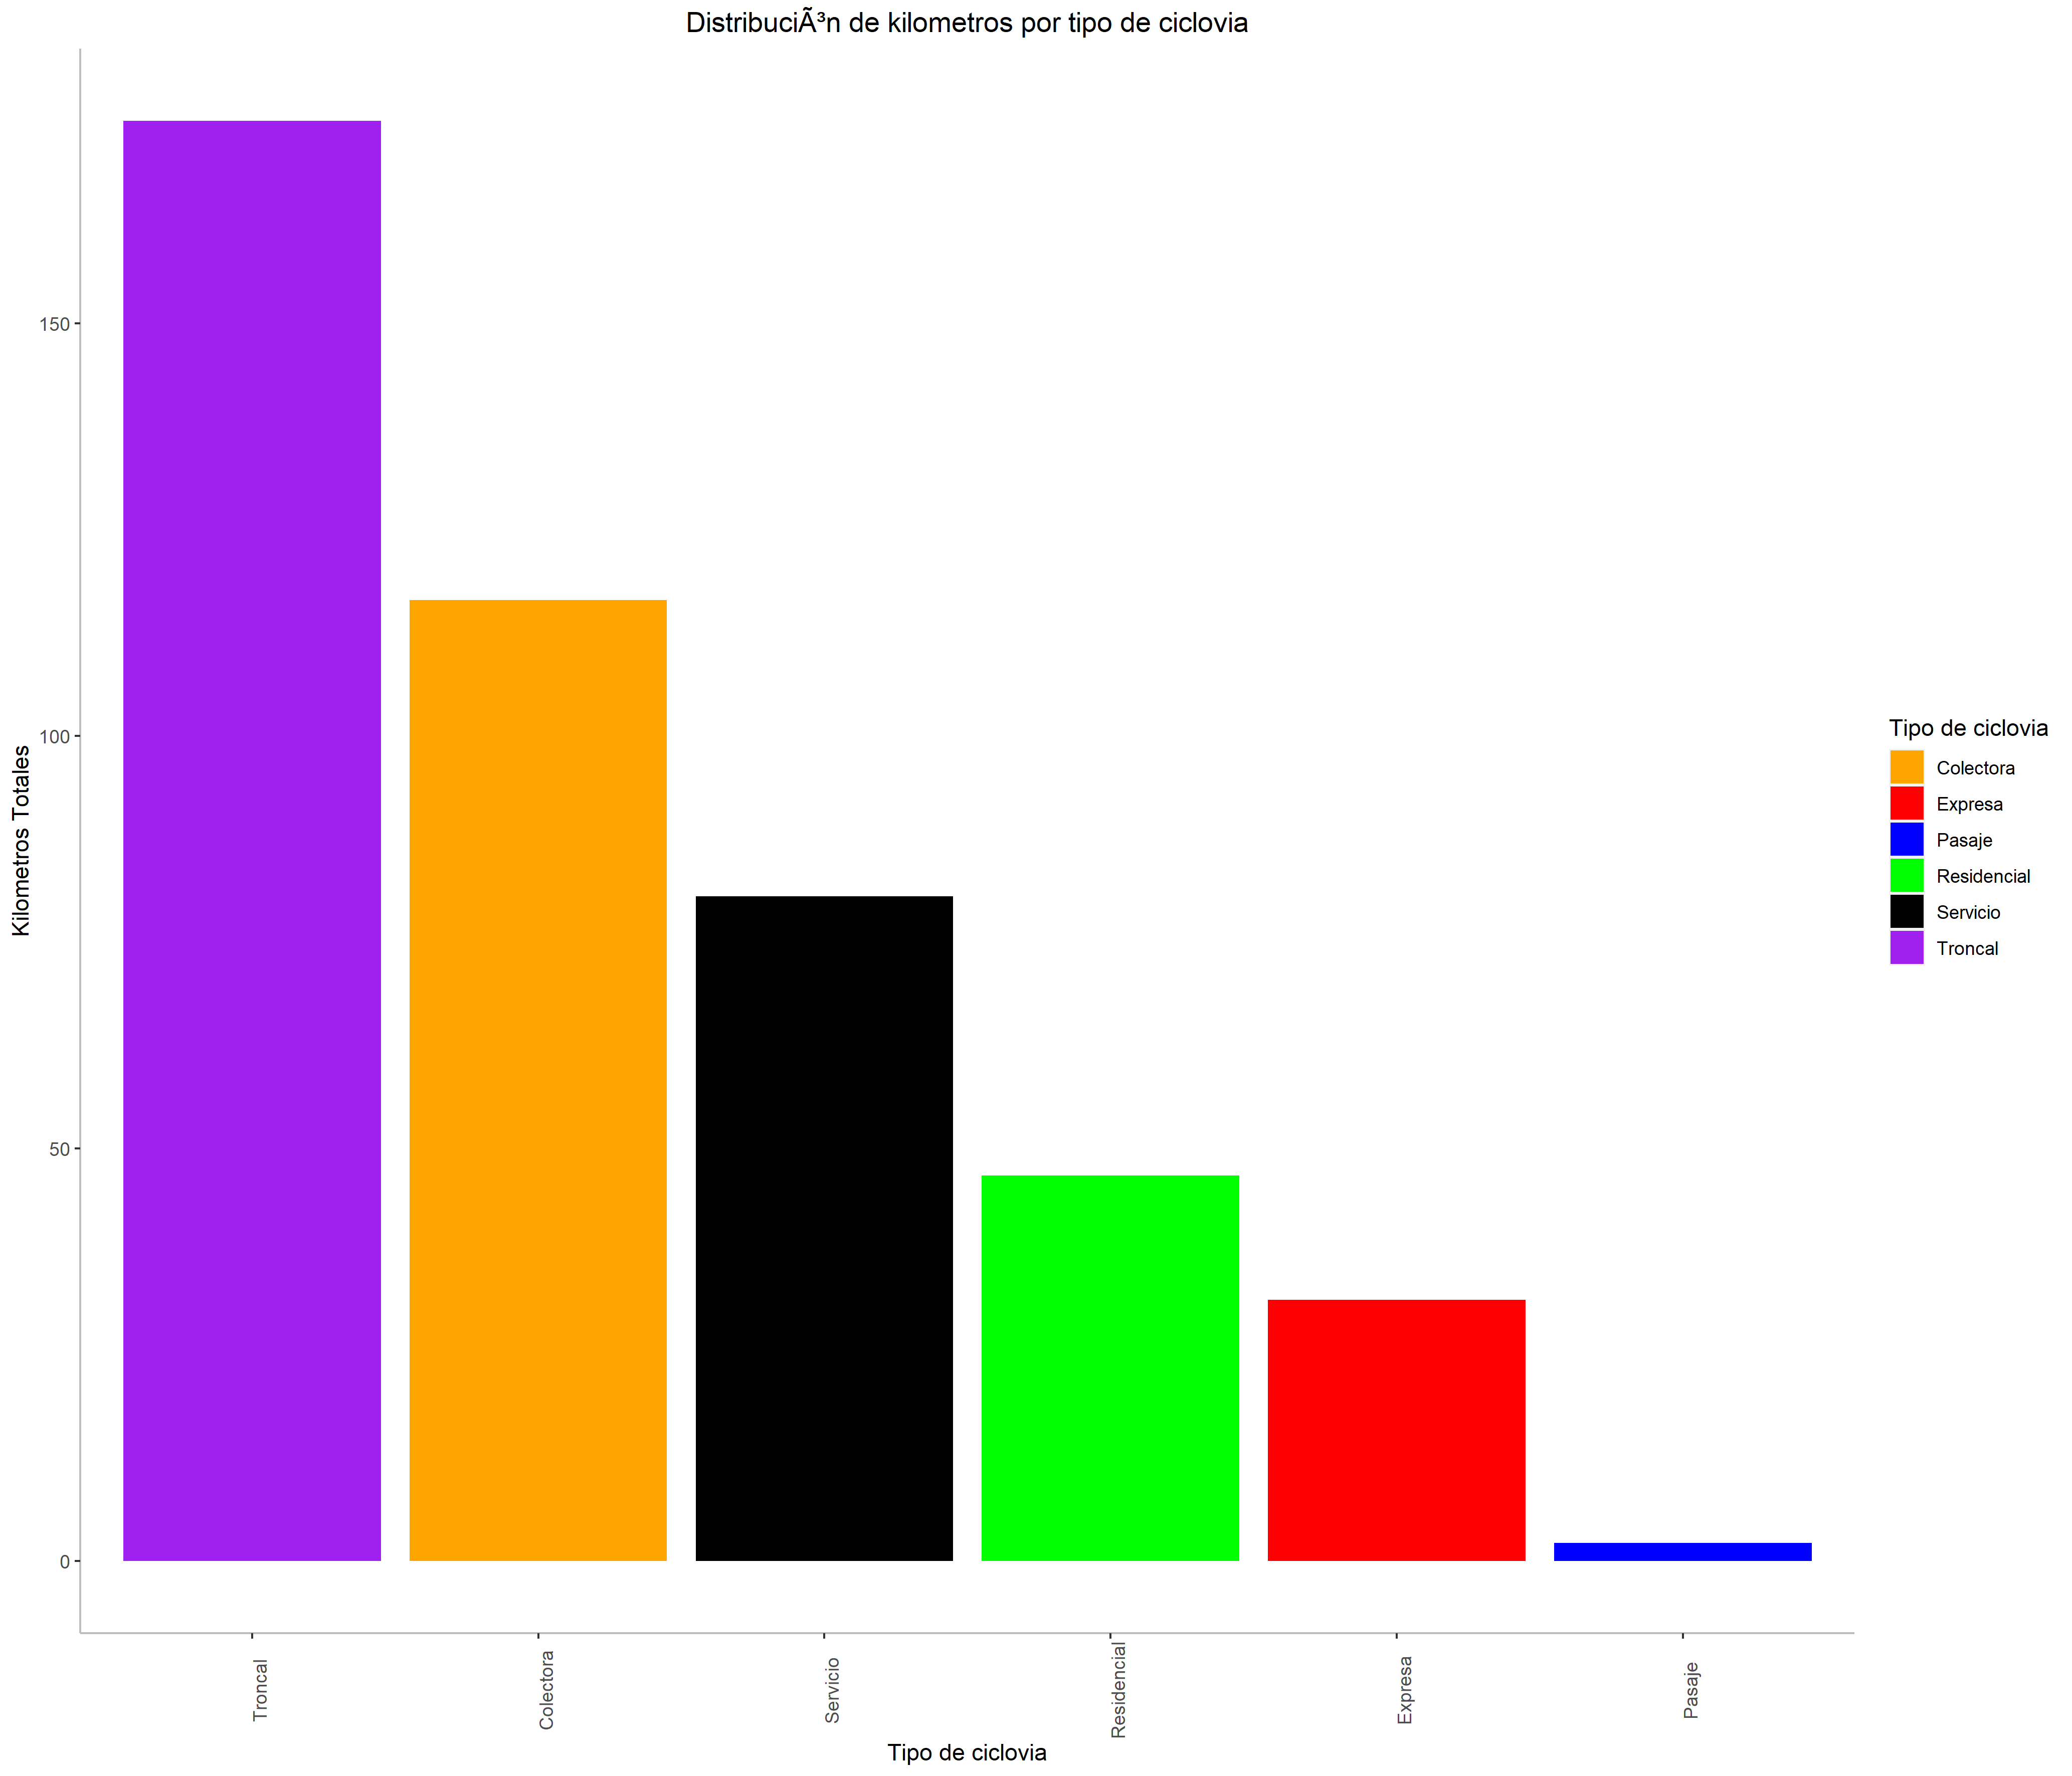 DistribuciÃ³n de kilometros por tipo de ciclovia
Kilometros Totales
150
100
50
0
Troncal
Colectora
Servicio
Residencial
Expresa
Pasaje
Tipo de ciclovia
Tipo de ciclovia
Colectora
Expresa
Pasaje
Residencial
Servicio
Troncal